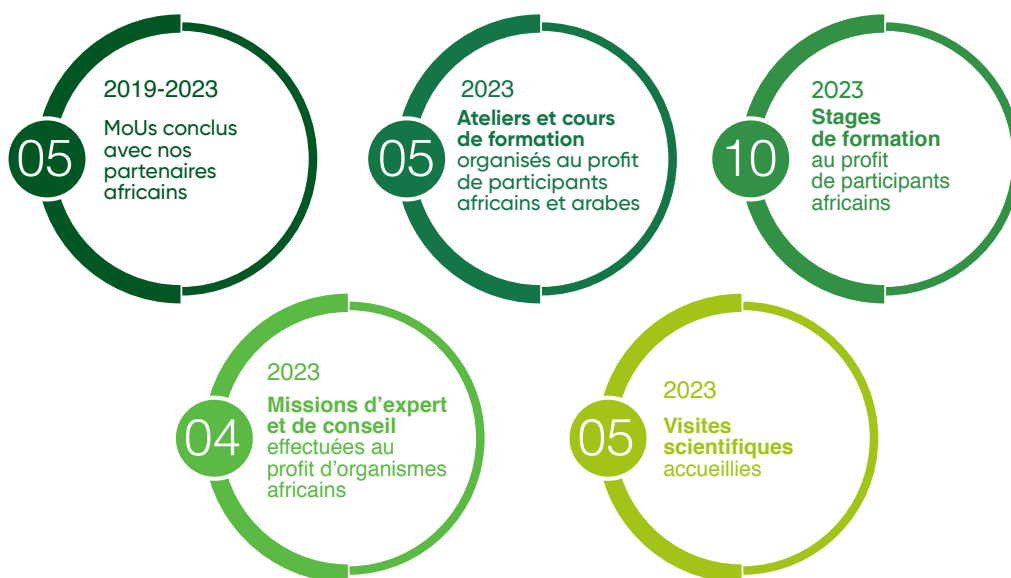 05
2019-2023
MoUs conclus
avec nos
partenaires
africains
05
2023
Ateliers et cours
de formation
organisés au profit
de participants
africains et arabes
10
2023
Stages
de formation
au profit
de participants
africains
04
2023
Missions d’expert
et de conseil
effectuées au
profit d’organismes
africains
05
2023
Visites
scientifiques
accueillies